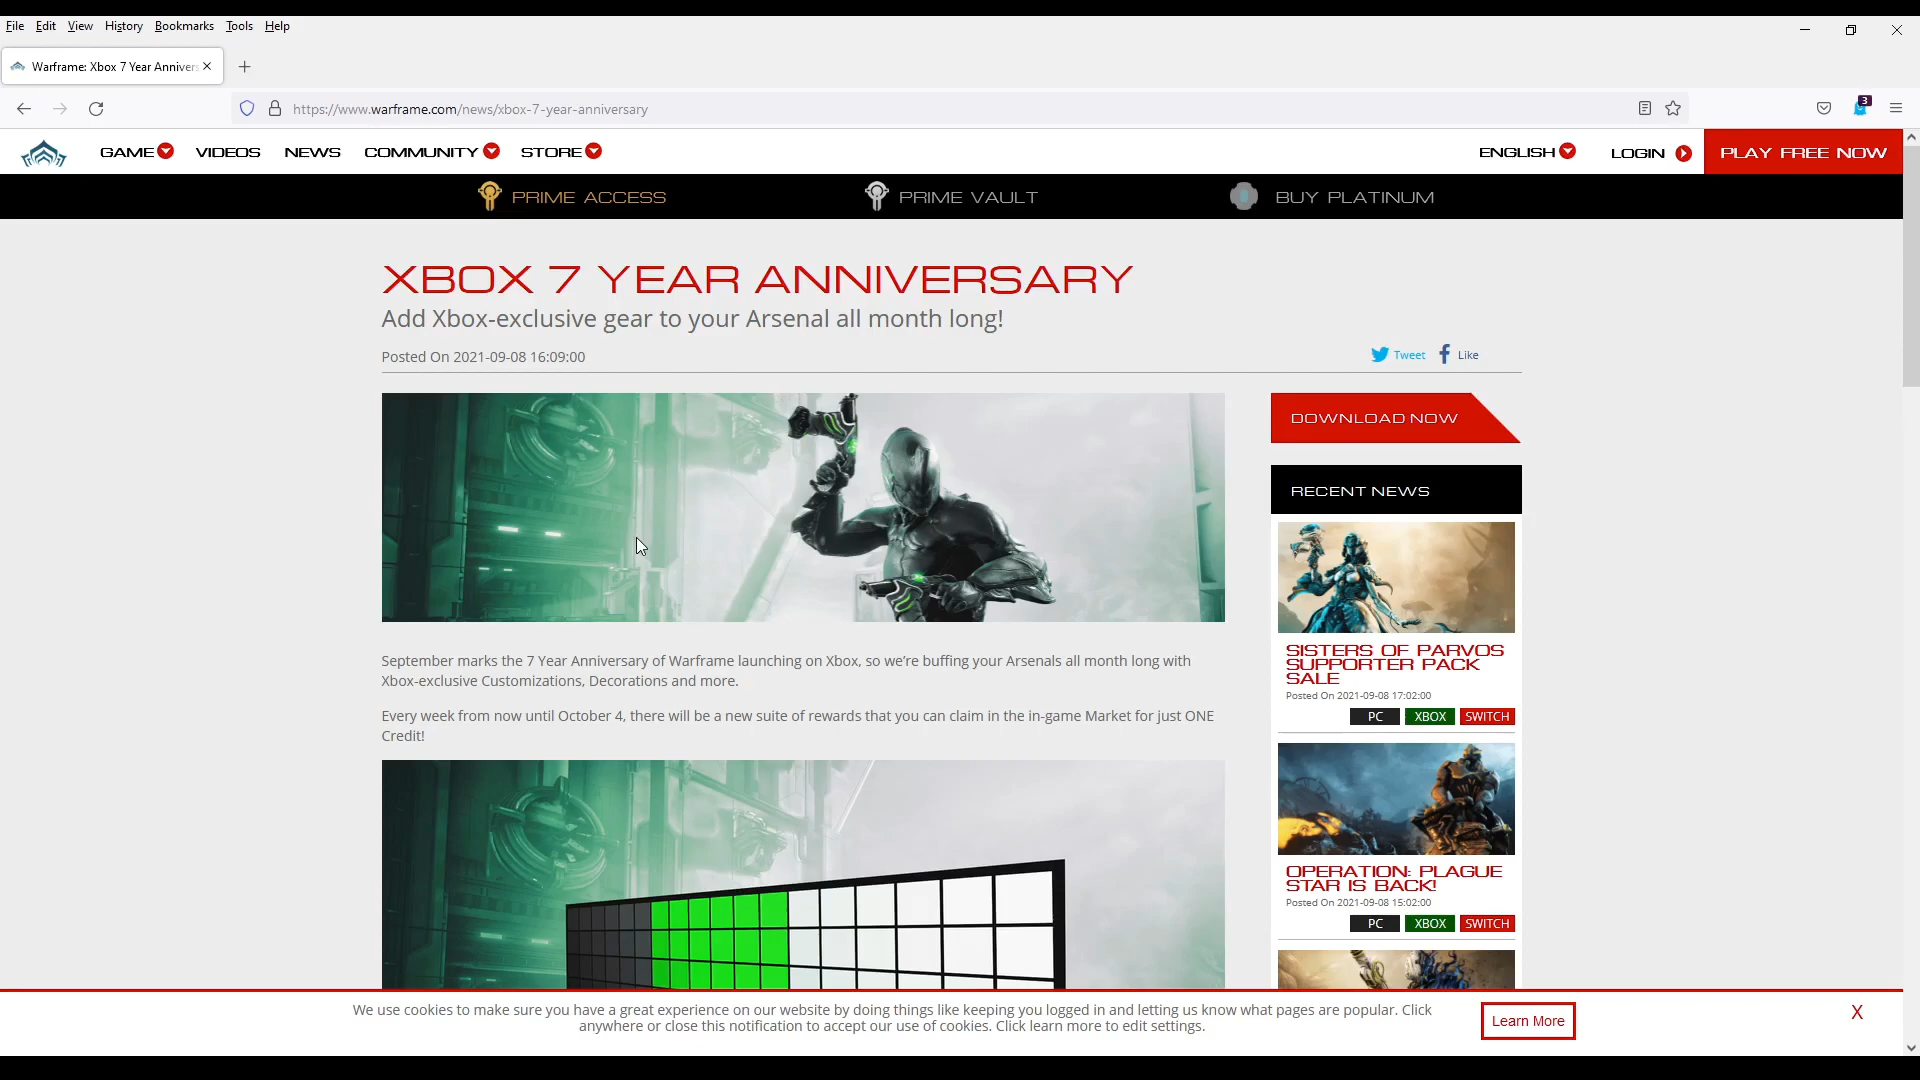 File Edit View History Bookmarks Tools Help
Warframe: Xbox 7 Year Anniver
https://www.warframe.com/news/xbox-7-year-anniversary
3
GAME VIDEOS NEWS COMMUNITY STORE ENGLISH LOGIN PLAY FREE NOW
PRIME ACCESS PRIME VAULT BUY PLATINUM
XBOX 7 YEAR ANNIVERSARY
Add Xbox-exclusive gear to your Arsenal all month long!
Posted On 2021-09-08 16:09:00
Tweet Like
September marks the 7 Year Anniversary of Warframe launching on Xbox, so we're buffing your Arsenals all month long with
Xbox-exclusive Customizations, Decorations and more.
Every week from now until October 4, there will be a new suite of rewards that you can claim in the in-game Market for just ONE
Credit!
DOWNLOAD NOW
RECENT NEWS
SISTERS OF PARVOS
SUPPORTER PACK
SALE
Posted On 2021-09-08 17:02:00
PC XBOX SWITCH
OPERATION: PLAGUE
STAR IS BACK!
Posted On 2021-09-08 15:02:00
PC XBOX SWITCH
We use cookies to make sure you have a great experience on our website by doing things like keeping you logged in and letting us know what pages are popular. Click
anywhere or close this notification to accept our use of cookies. Click learn more to edit settings.
Learn More
X